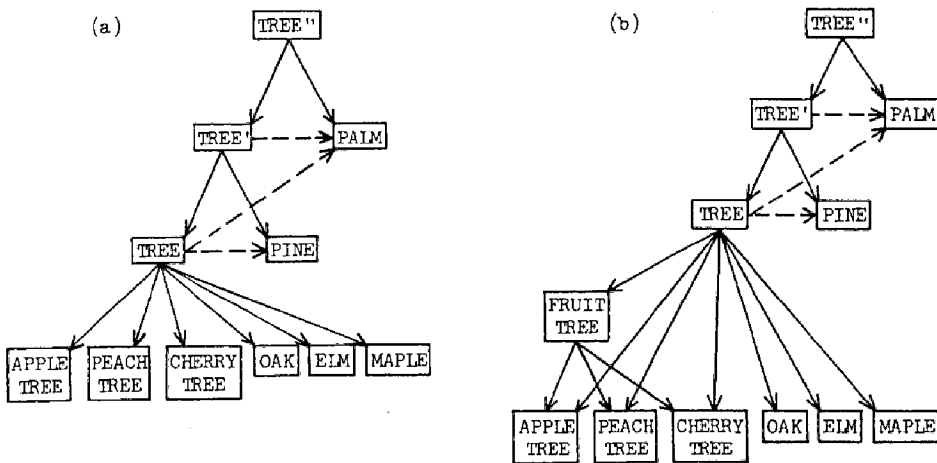 (a)
TREE"
TREE'
PALM
TREE
PINE
APPLE
TREE
PEACH
TREE
CHERRY
TREE
OAK
ELM
MAPLE
(b)
TREE"
TREE'
PALM
TREE
PINE
FRUIT
TREE
APPLE
TREE
PEACH
TREE
CHERRY
TREE
OAK
ELM
MAPLE